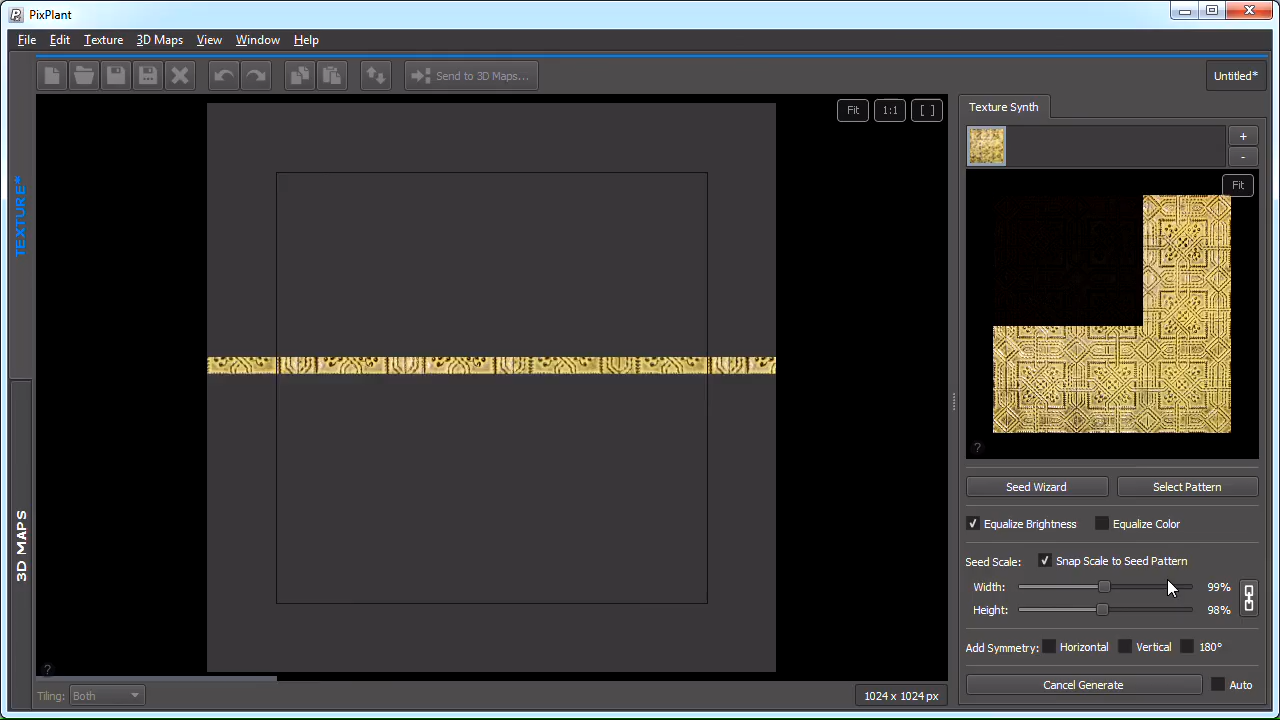 PixPlant
File Edit Texture 3D Maps View Window Help
Send to 3D Maps...
Untitled*
TEXTURE*
3D MAPS
Fit 1:1 [ ]
Texture Synth
+
-
Fit
?
Seed Wizard Select Pattern
Equalize Brightness Equalize Color
Seed Scale: Snap Scale to Seed Pattern
Width: 99%
Height: 98%
Add Symmetry: Horizontal Vertical 180°
Cancel Generate Auto
?
Tiling: Both 1024 x 1024 px